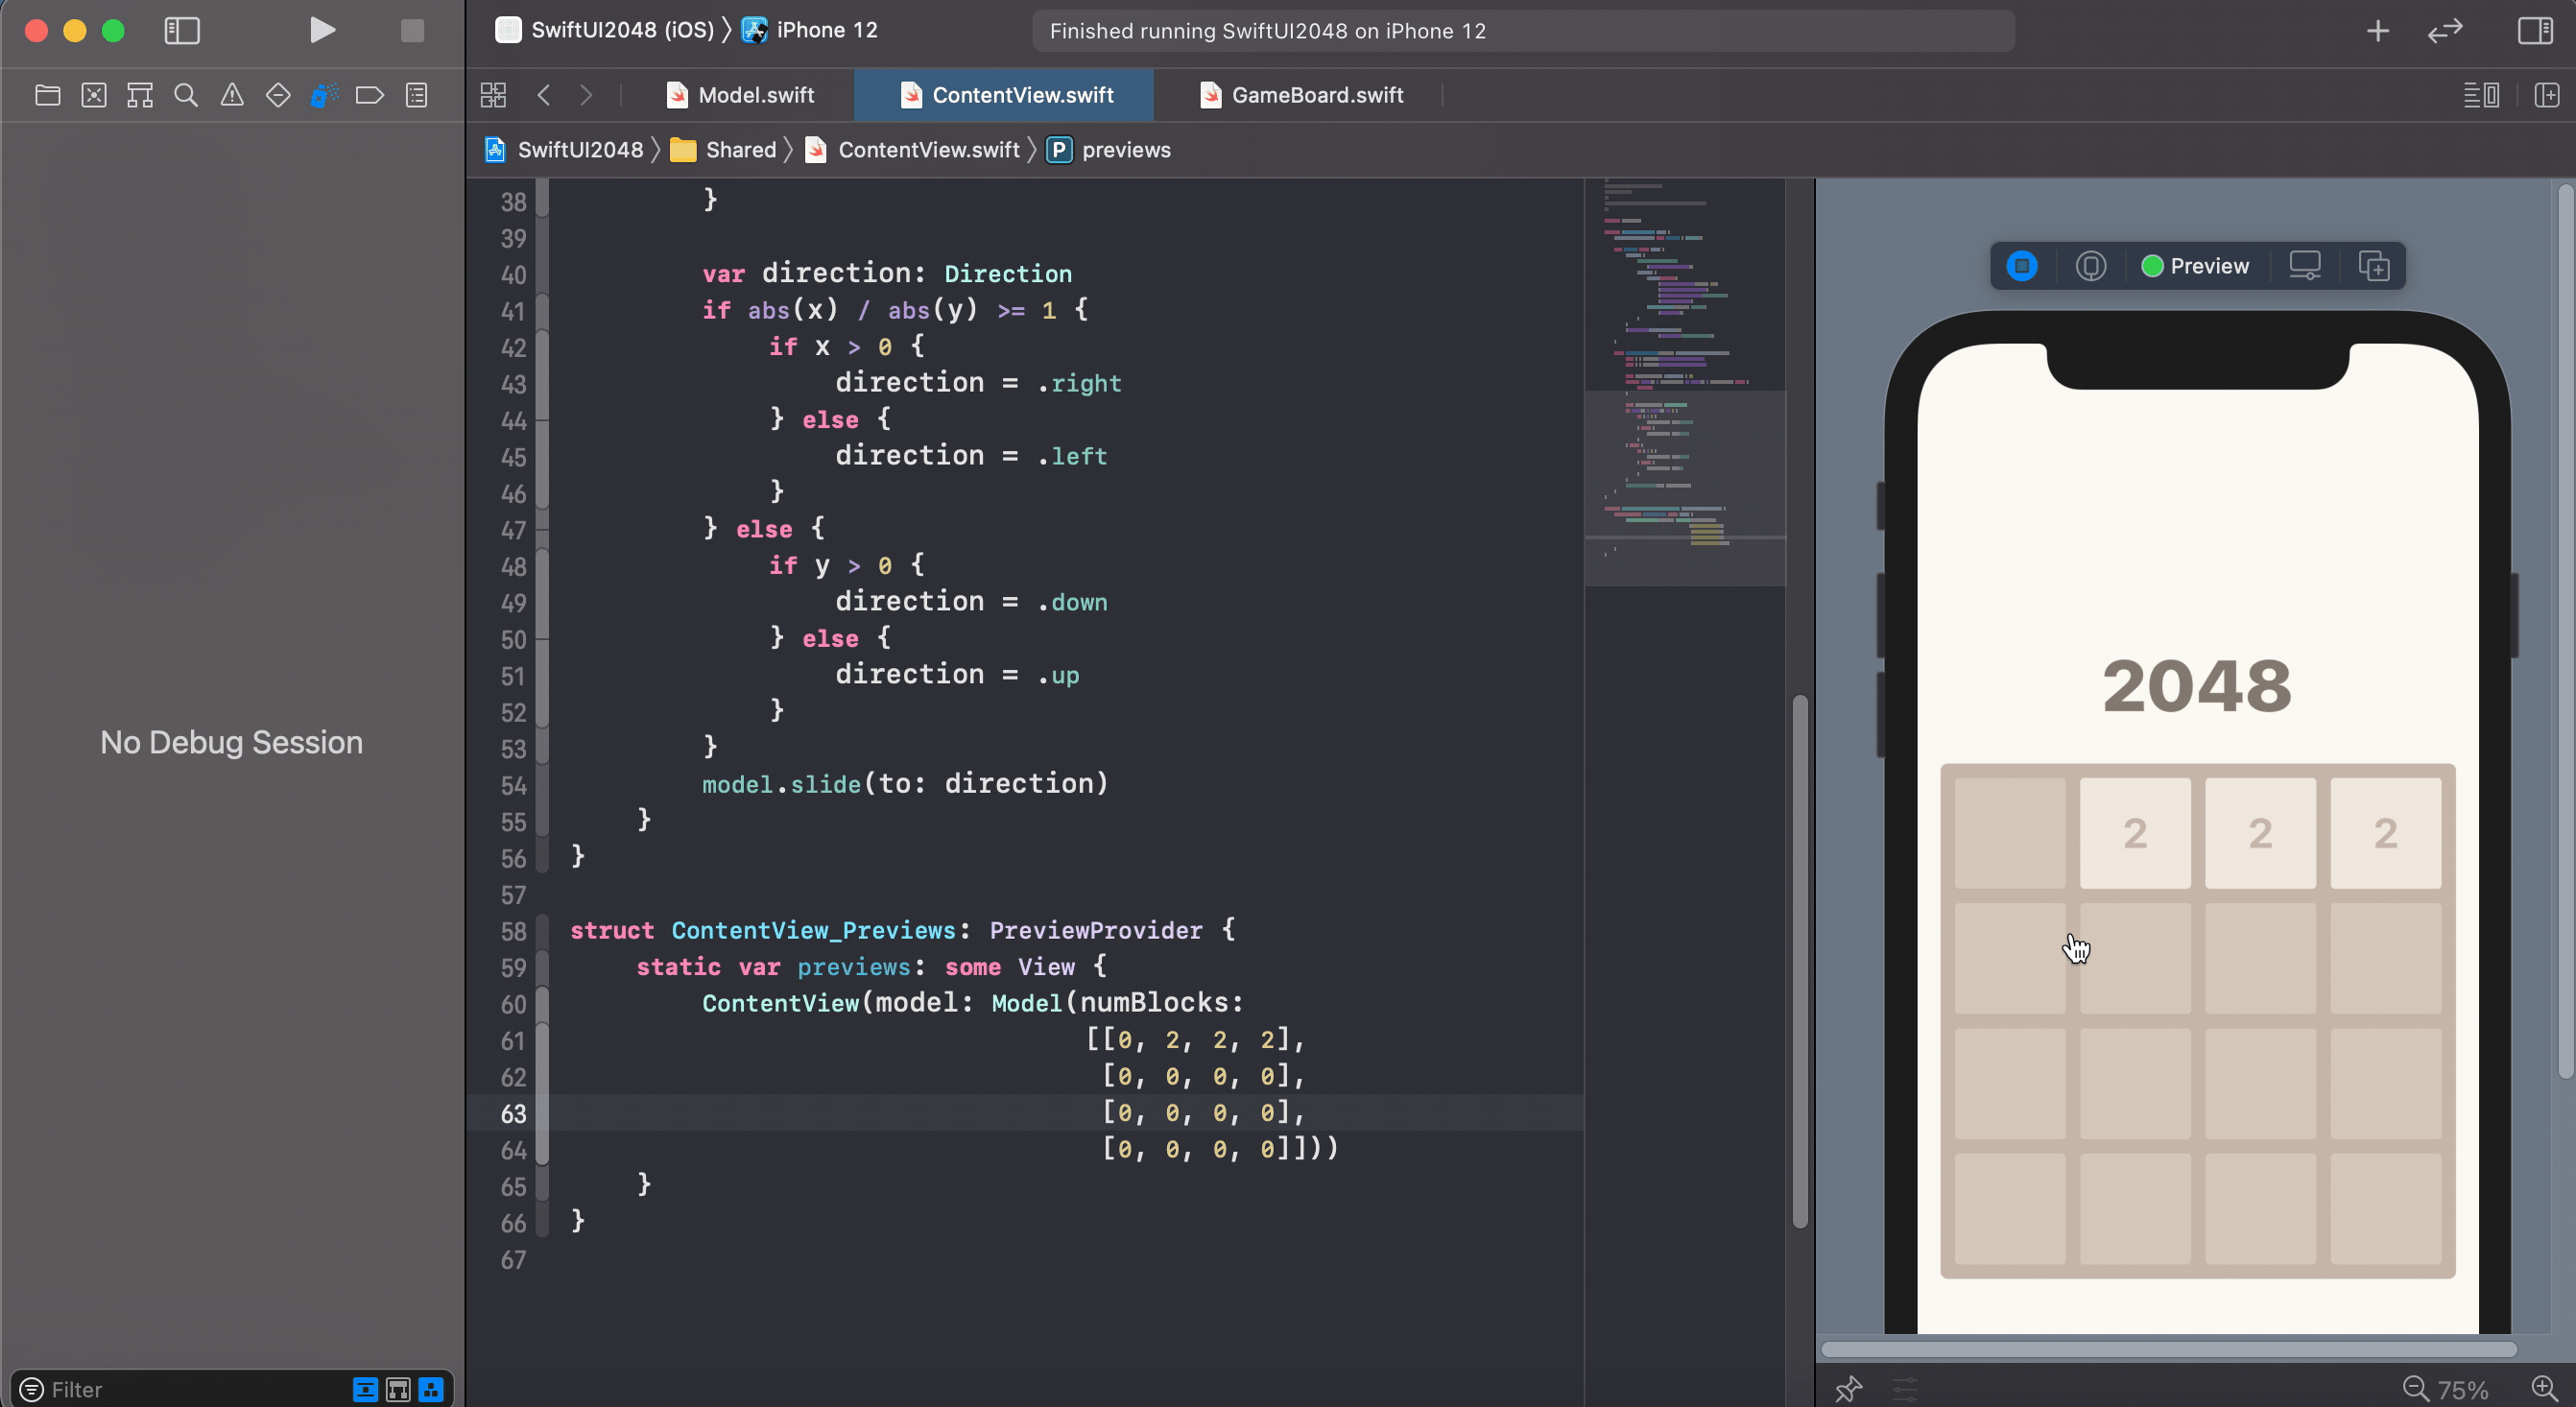 SwiftUI2048 (iOS) 〉 iPhone 12
Finished running SwiftUI2048 on iPhone 12
Model.swift
ContentView.swift
GameBoard.swift
SwiftUI2048 〉 Shared 〉 ContentView.swift 〉 P previews
38 }
39
40 var direction: Direction
41 if abs(x) / abs(y) >= 1 {
42 if x > 0 {
43 direction = .right
44 } else {
45 direction = .left
46 }
47 } else {
48 if y > 0 {
49 direction = .down
50 } else {
51 direction = .up
52 }
53 }
54 model.slide(to: direction)
55 }
56 }
57
58 struct ContentView_Previews: PreviewProvider {
59 static var previews: some View {
60 ContentView(model: Model(numBlocks:
61 [[0, 2, 2, 2],
62 [0, 0, 0, 0],
63 [0, 0, 0, 0],
64 [0, 0, 0, 0]]))
65 }
66 }
67
No Debug Session
Filter
Preview
2048
2 2 2
75%